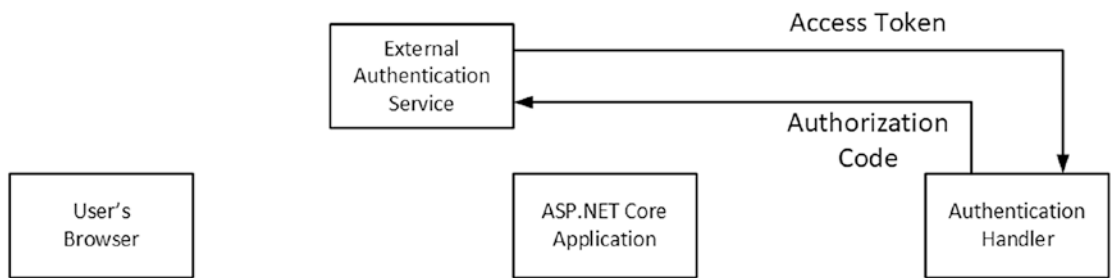 Access Token
External
Authentication
Service
Authorization
Code
User's
Browser
ASP.NET Core
Application
Authentication
Handler